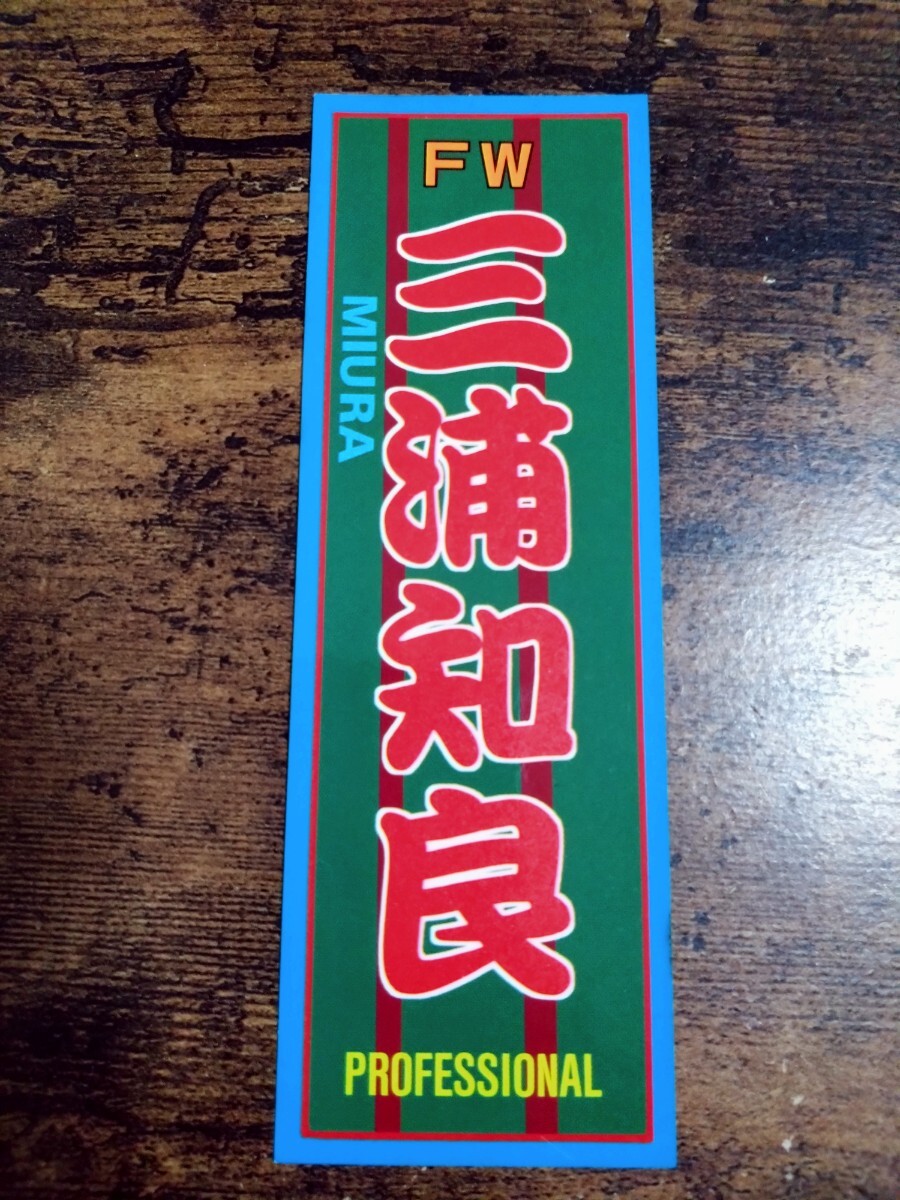 FW
三浦知良
MIURA
PROFESSIONAL